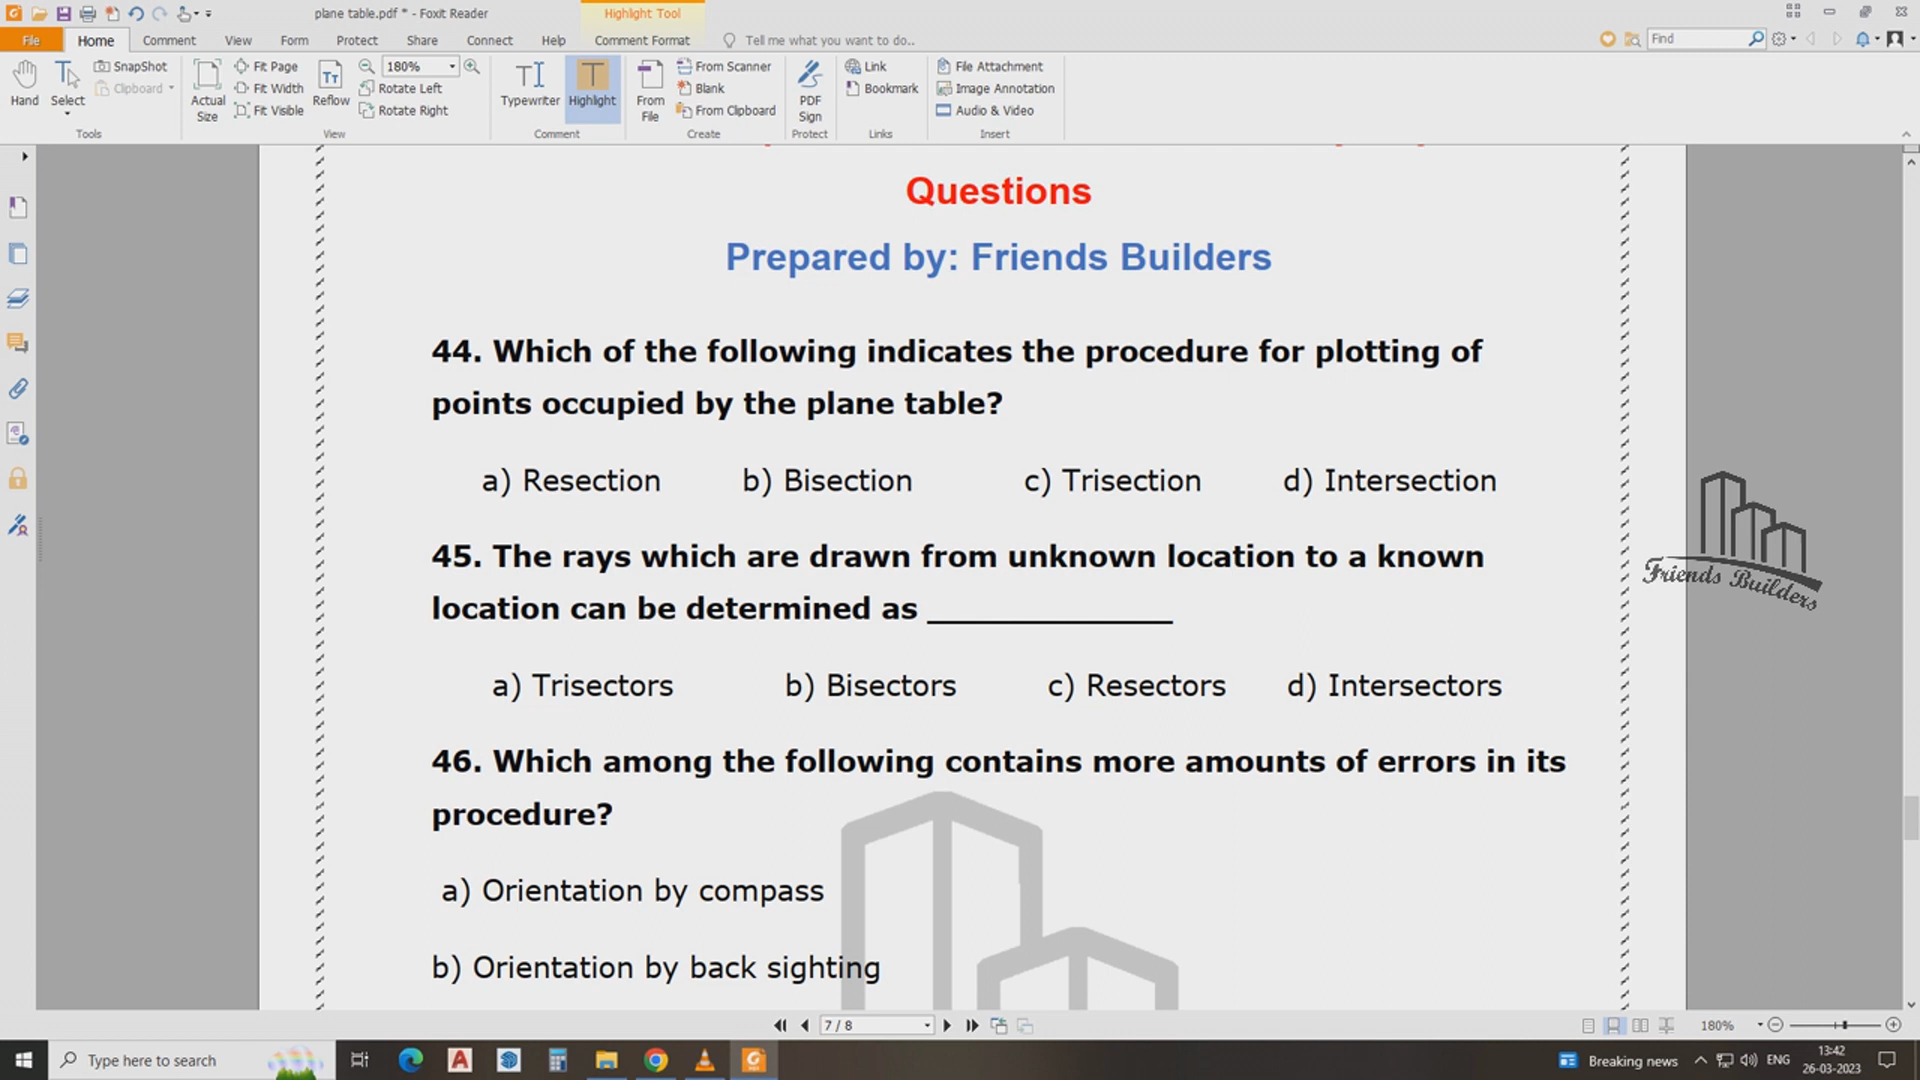 plane table.pdf * - Foxit Reader
Highlight Tool
File
Home
Comment
View
Form
Protect
Share
Connect
Help
Comment Format
Tell me what you want to do..
Find
Hand
Select
SnapShot
Clipboard
Tools
Actual Size
Fit Page
Fit Width
Fit Visible
Reflow
180%
Rotate Left
Rotate Right
View
Typewriter
Highlight
Comment
From File
From Scanner
Blank
From Clipboard
Create
PDF Sign
Protect
Link
Bookmark
Links
File Attachment
Image Annotation
Audio & Video
Insert
Questions
Prepared by: Friends Builders
44. Which of the following indicates the procedure for plotting of
points occupied by the plane table?
a) Resection b) Bisection c) Trisection d) Intersection
45. The rays which are drawn from unknown location to a known
location can be determined as ______________
a) Trisectors b) Bisectors c) Resectors d) Intersectors
46. Which among the following contains more amounts of errors in its
procedure?
a) Orientation by compass
b) Orientation by back sighting
Friends Builders
7 / 8
180%
Type here to search
Breaking news
ENG
13:42
26-03-2023